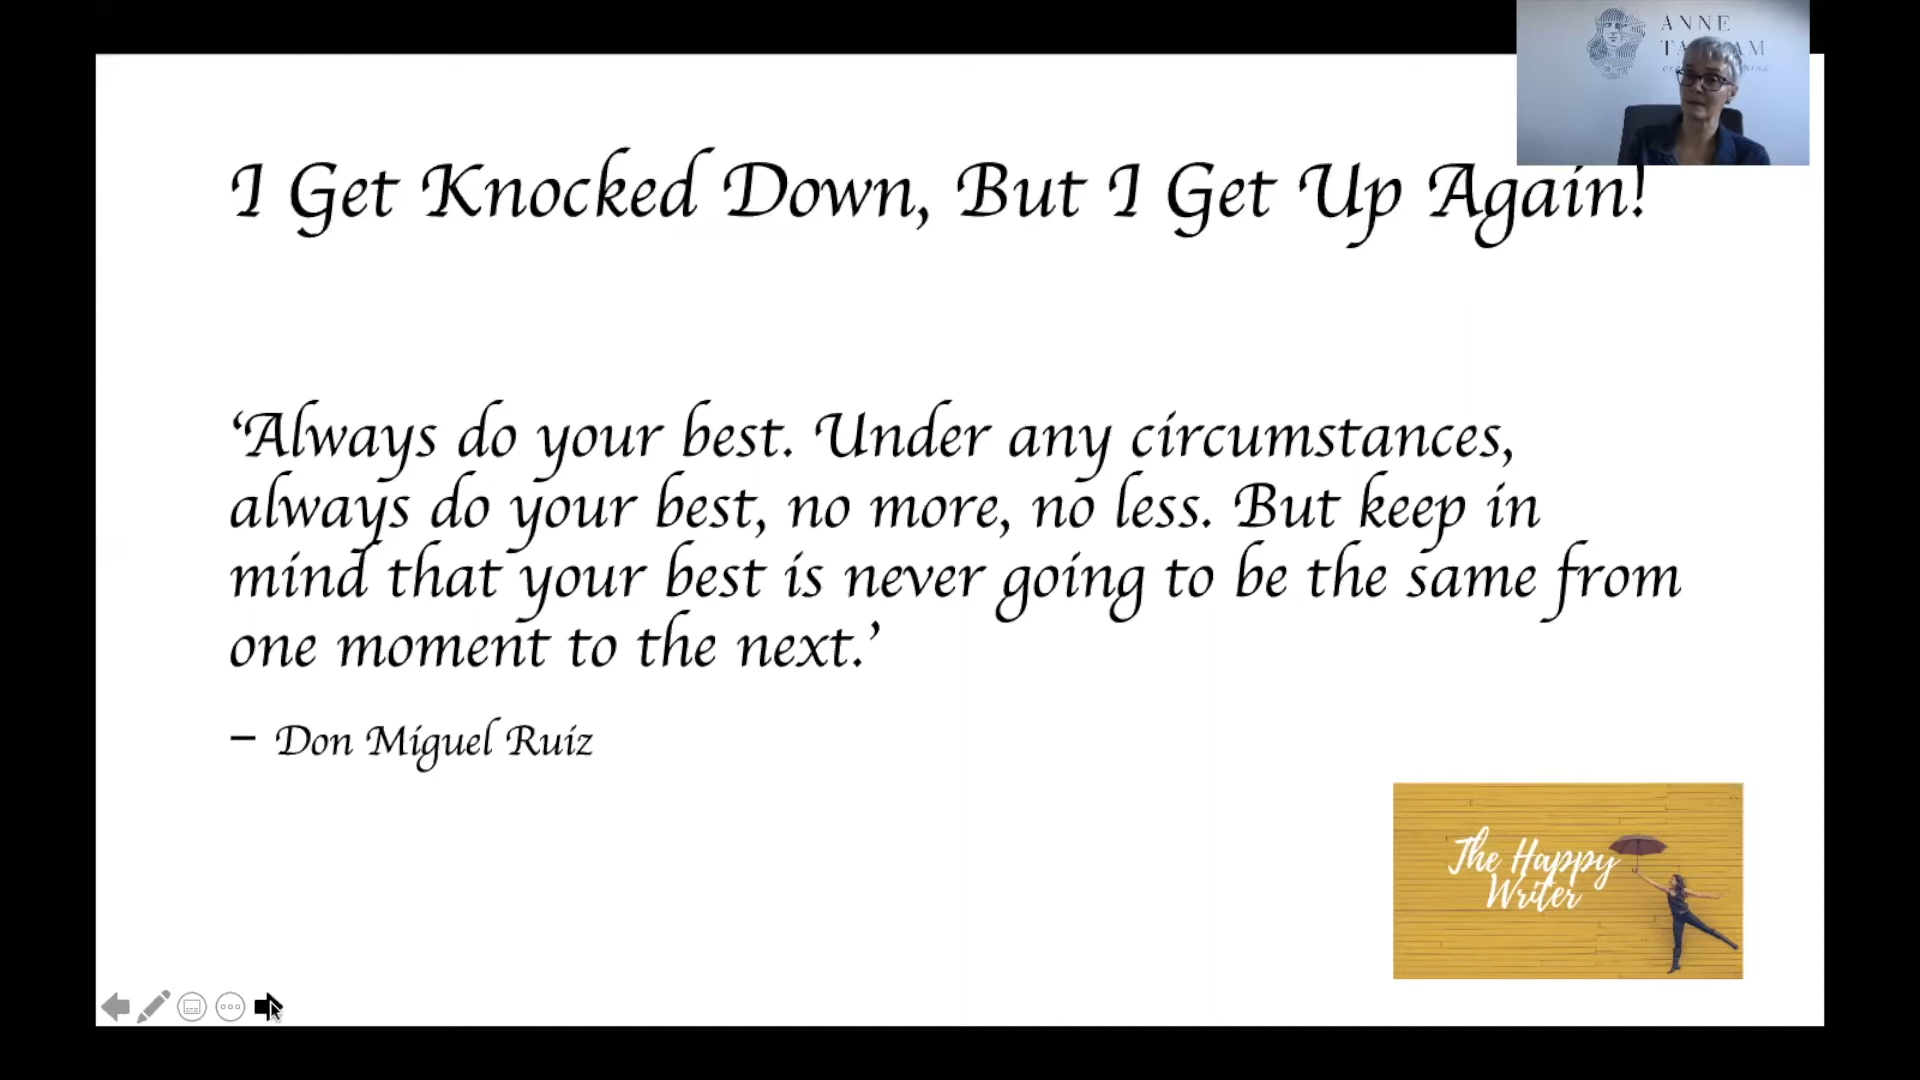 ANNE
I Get Knocked Down, But I Get Up Again!
‘Always do your best. Under any circumstances,
always do your best, no more, no less. But keep in
mind that your best is never going to be the same from
one moment to the next.’
– Don Miguel Ruiz
The Happy
Writer